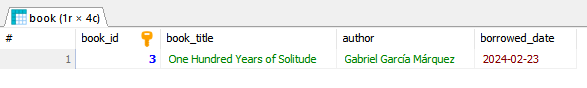 book (1r × 4c)
# book_id book_title author borrowed_date
1 3 One Hundred Years of Solitude Gabriel García Márquez 2024-02-23